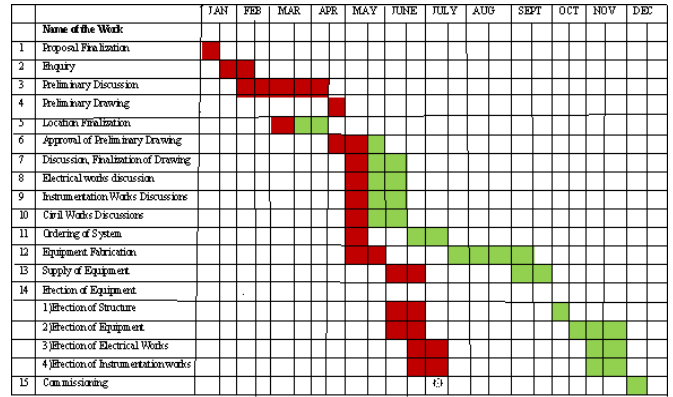 JAN FEB MAR APR MAY JUNE JULY AUG SEPT OCT NOV DEC
Name of the Work
1 Proposal Finalization
2 Enquiry
3 Preliminary Discussion
4 Preliminary Drawing
5 Location Finalization
6 Approval of Preliminary Drawing
7 Discussion, Finalization of Drawing
8 Electrical works discussion
9 Instrumentation Works Discussions
10 Civil Works Discussions
11 Ordering of System
12 Equipment Fabrication
13 Supply of Equipment
14 Erection of Equipment
1)Erection of Structure
2)Erection of Equipment
3)Erection of Electrical Works
4)Erection of Instrumentation works
15 Commissioning